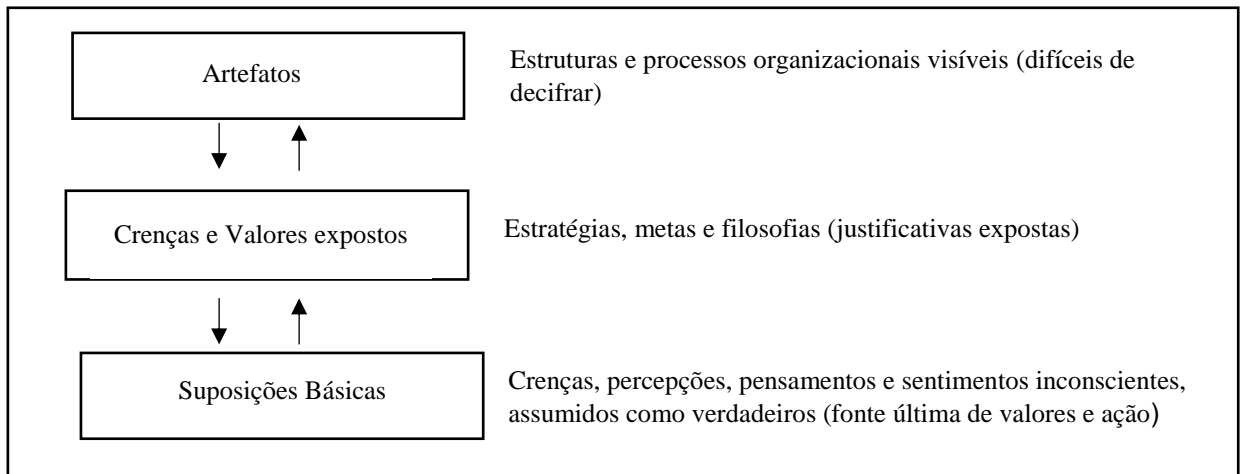 Artefatos
Estruturas e processos organizacionais visíveis (difíceis de
decifrar)
Crenças e Valores expostos
Estratégias, metas e filosofias (justificativas expostas)
Suposições Básicas
Crenças, percepções, pensamentos e sentimentos inconscientes,
assumidos como verdadeiros (fonte última de valores e ação)